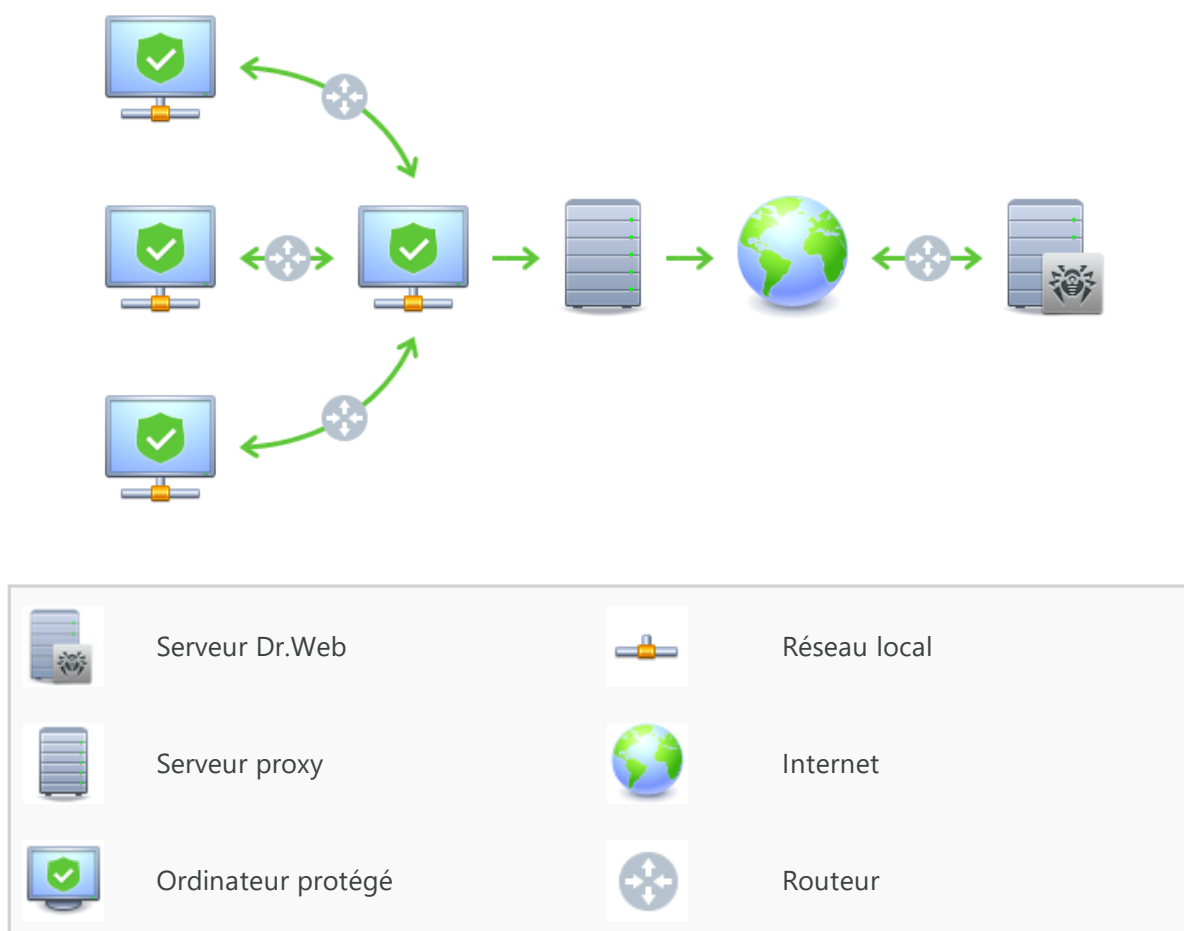 Serveur Dr.Web
Réseau local
Serveur proxy
Internet
Ordinateur protégé
Routeur